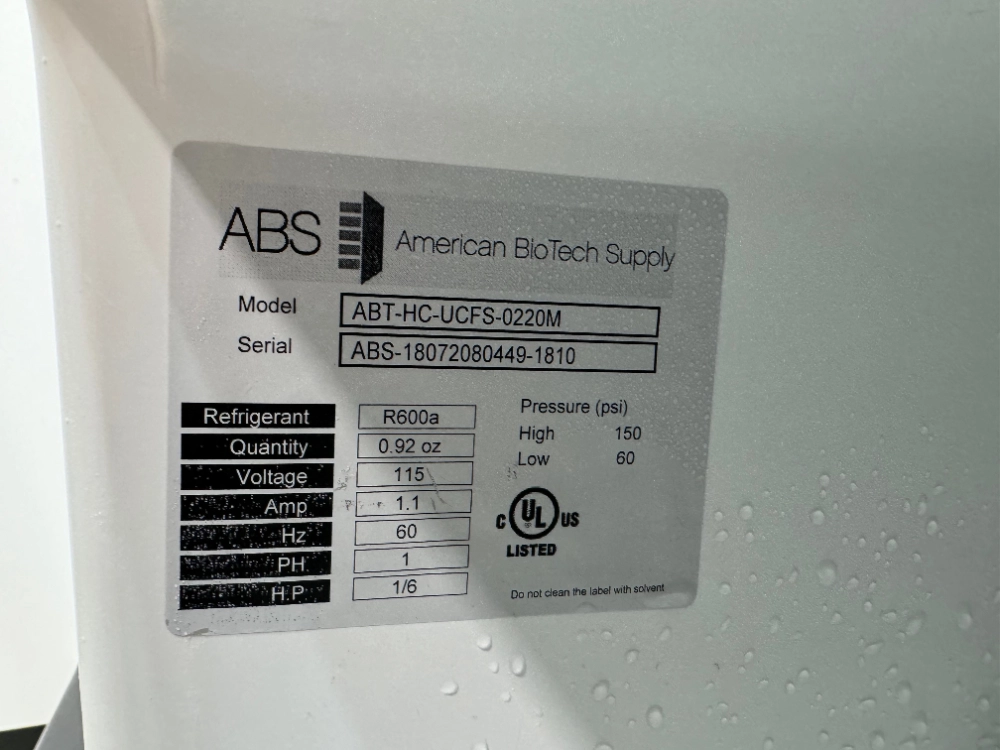 ABS American BioTech Supply
Model ABT-HC-UCFS-0220M
Serial ABS-18072080449-1810
Refrigerant R600a
Quantity 0.92 oz
Voltage 115
Amp 1.1
Hz 60
PH 1
H.P 1/6
Pressure (psi)
High 150
Low 60
C UL US
LISTED
Do not clean the label with solvent